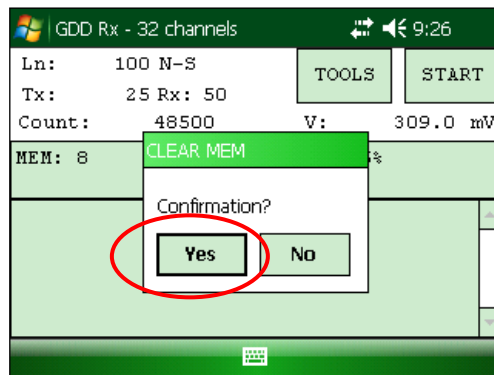 GDD Rx - 32 channels 9:26
Ln: 100 N-S
TOOLS START
Tx: 25 Rx: 50
Count: 48500 V: 309.0 mV
MEM: 8 %
CLEAR MEM
Confirmation?
Yes No